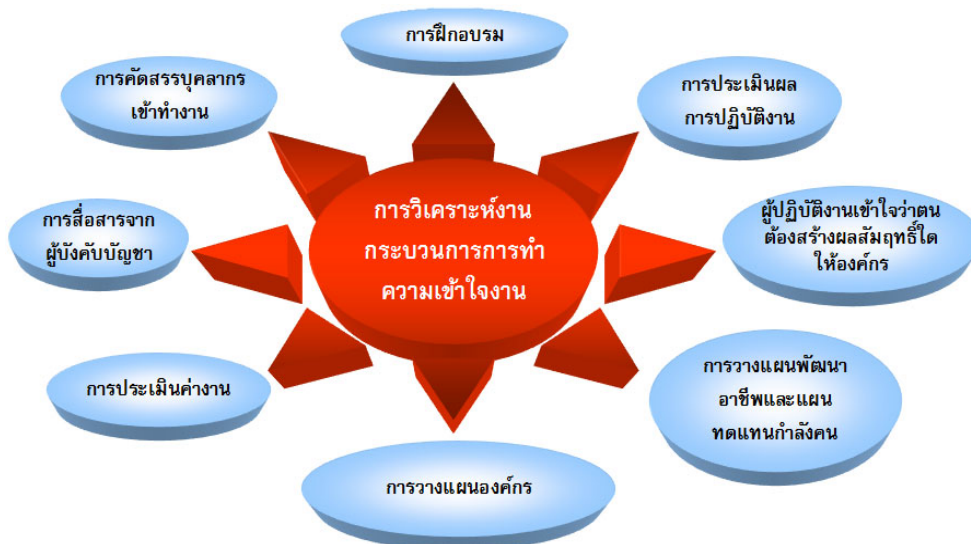 การฝึกอบรม
การคัดสรรบุคลากร
เข้าทำงาน
การประเมินผล
การปฏิบัติงาน
การสื่อสารจาก
ผู้บังคับบัญชา
การวิเคราะห์งาน
กระบวนการการทำ
ความเข้าใจงาน
ผู้ปฏิบัติงานเข้าใจว่าตน
ต้องสร้างผลสัมฤทธิ์ใด
ให้องค์กร
การประเมินค่างาน
การวางแผนพัฒนา
อาชีพและแผน
ทดแทนกำลังคน
การวางแผนองค์กร